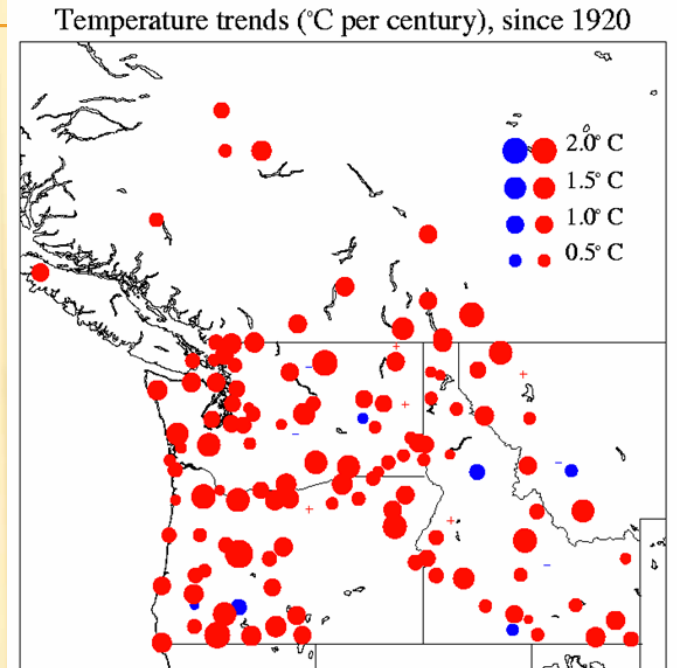 Temperature trends (°C per century), since 1920
2.0° C
1.5° C
1.0° C
0.5° C